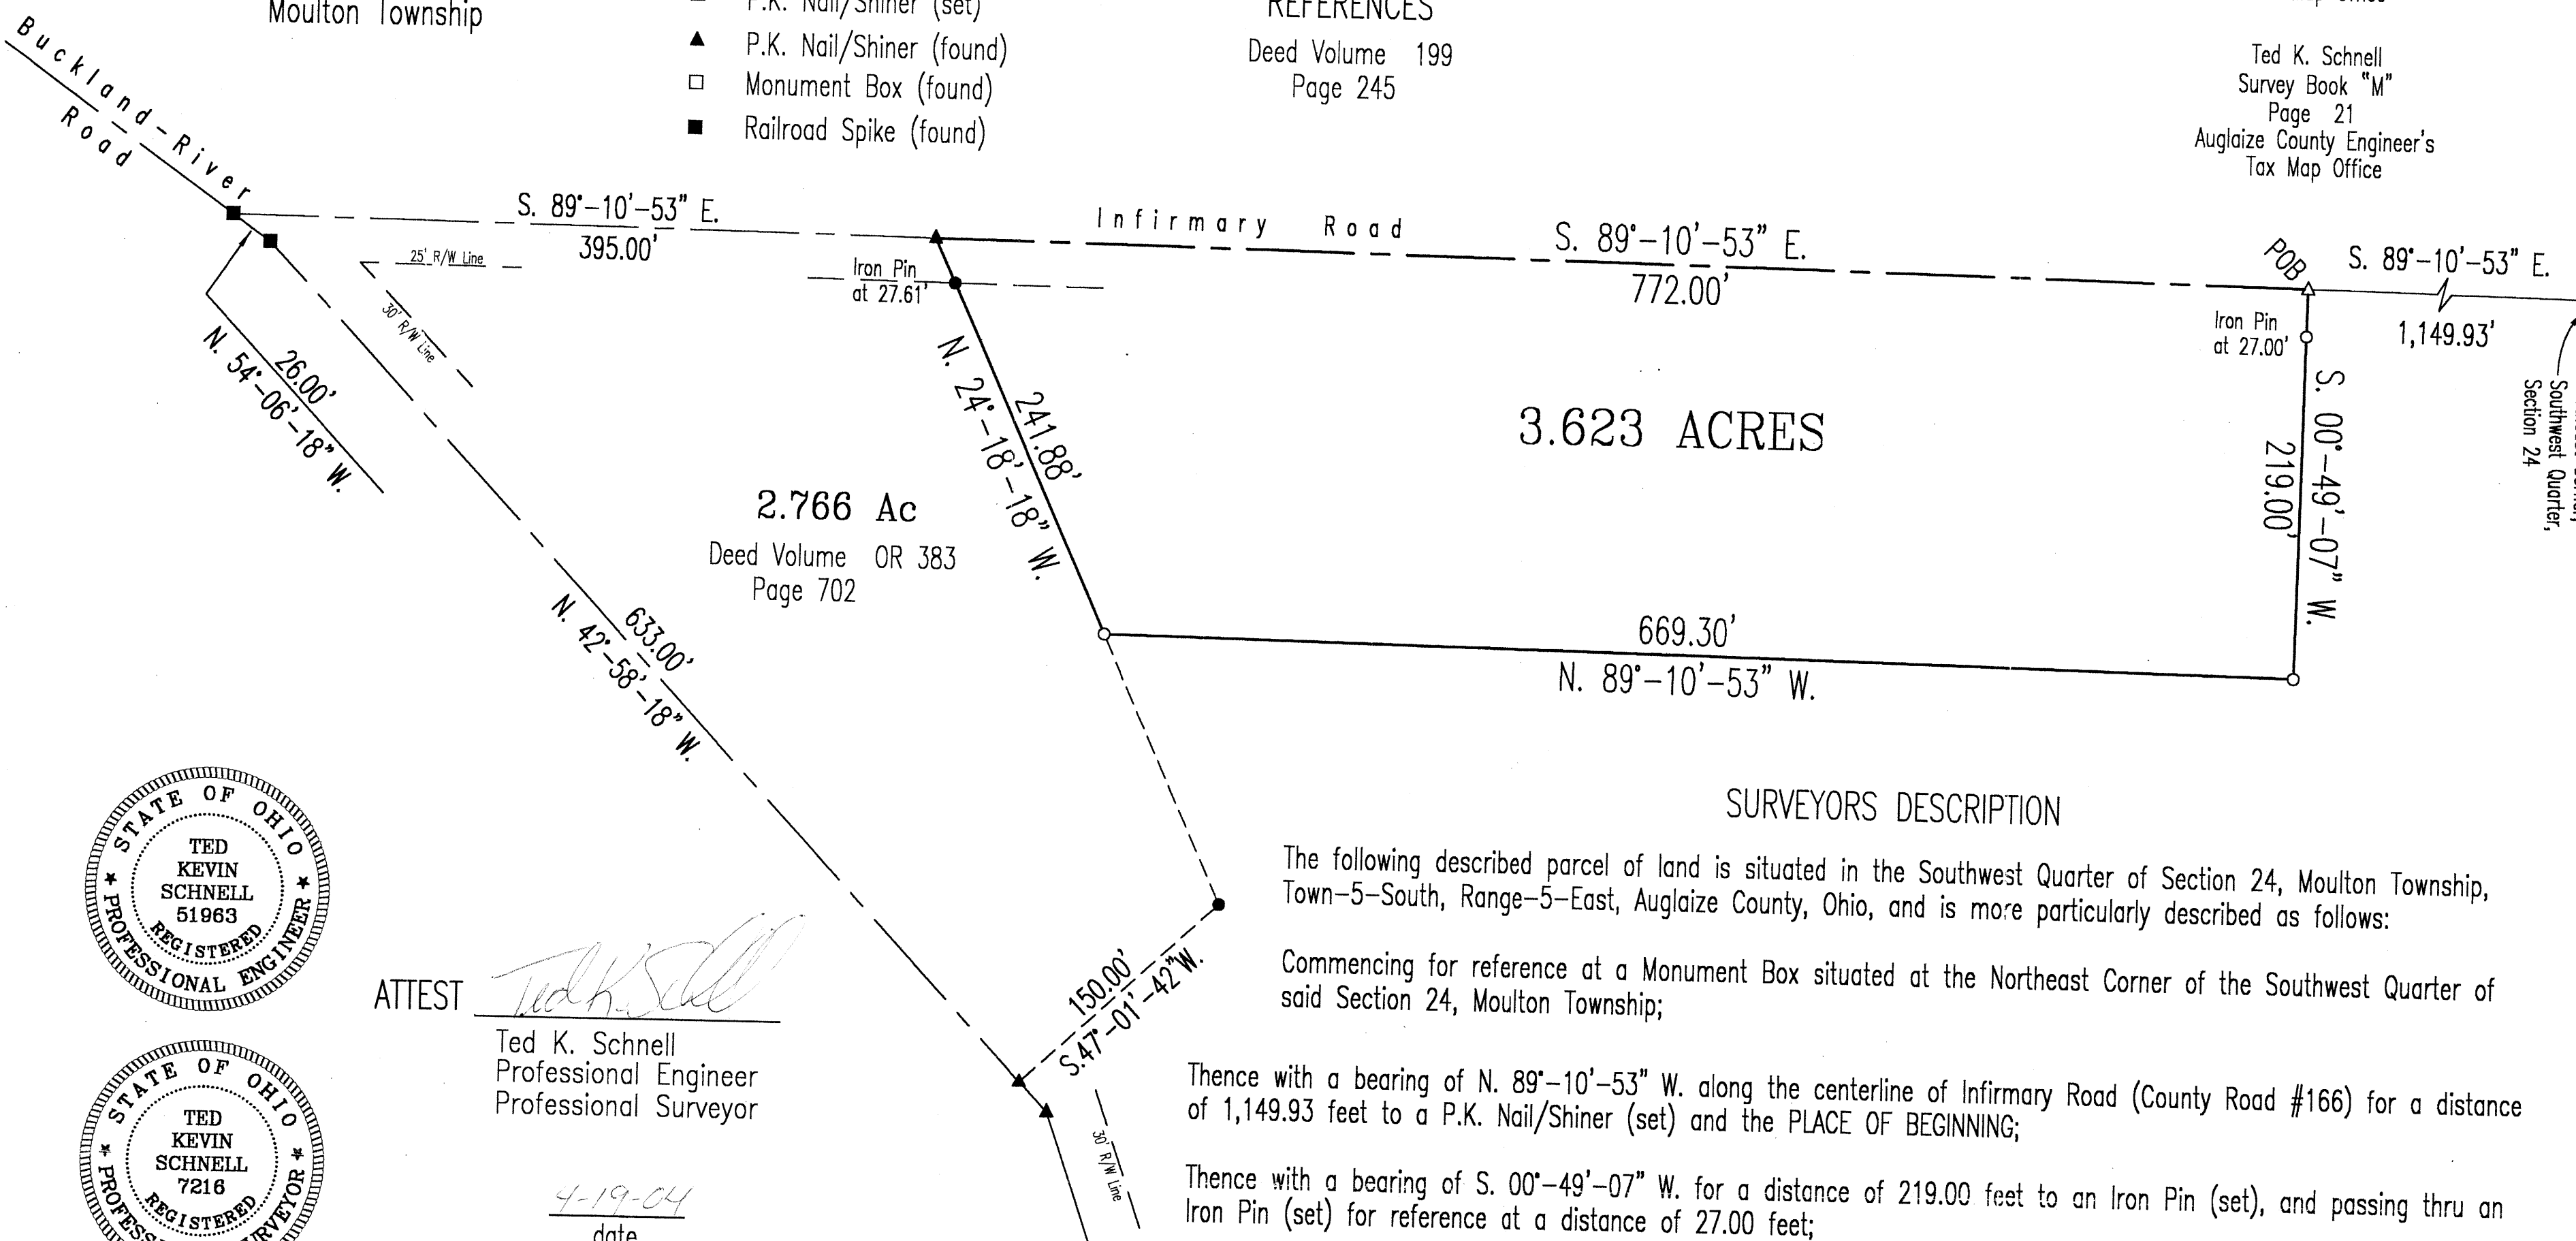 Moulton Township
P.K. Nail/Shiner (set)
P.K. Nail/Shiner (found)
Monument Box (found)
Railroad Spike (found)
REFERENCES
Deed Volume 199
Page 245
Map Office
Ted K. Schnell
Survey Book "M"
Page 21
Auglaize County Engineer's
Tax Map Office
Buckland-River
Road
S. 89°-10'-53" E.
395.00'
25' R/W Line
30' R/W Line
26.00'
N. 54°-06'-18" W.
Iron Pin
at 27.61'
Infirmary Road
S. 89°-10'-53" E.
772.00'
POB
S. 89°-10'-53" E.
1,149.93'
Iron Pin
at 27.00'
S. 00°-49'-07" W.
219.00'
Southwest Quarter,
Section 24
241.88'
N. 24°-18'-18" W.
3.623 ACRES
2.766 Ac
Deed Volume OR 383
Page 702
669.30'
N. 89°-10'-53" W.
633.00'
N. 42°-58'-18" W.
150.00'
S.47°-01'-42"W.
30' R/W Line
STATE OF OHIO
TED
KEVIN
SCHNELL
51963
REGISTERED
PROFESSIONAL ENGINEER
ATTEST Ted K. Schnell
Ted K. Schnell
Professional Engineer
Professional Surveyor
STATE OF OHIO
TED
KEVIN
SCHNELL
7216
REGISTERED
4-19-04
date
SURVEYORS DESCRIPTION
The following described parcel of land is situated in the Southwest Quarter of Section 24, Moulton Township,
Town-5-South, Range-5-East, Auglaize County, Ohio, and is more particularly described as follows:
Commencing for reference at a Monument Box situated at the Northeast Corner of the Southwest Quarter of
said Section 24, Moulton Township;
Thence with a bearing of N. 89°-10'-53" W. along the centerline of Infirmary Road (County Road #166) for a distance
of 1,149.93 feet to a P.K. Nail/Shiner (set) and the PLACE OF BEGINNING;
Thence with a bearing of S. 00°-49'-07" W. for a distance of 219.00 feet to an Iron Pin (set), and passing thru an
Iron Pin (set) for reference at a distance of 27.00 feet;